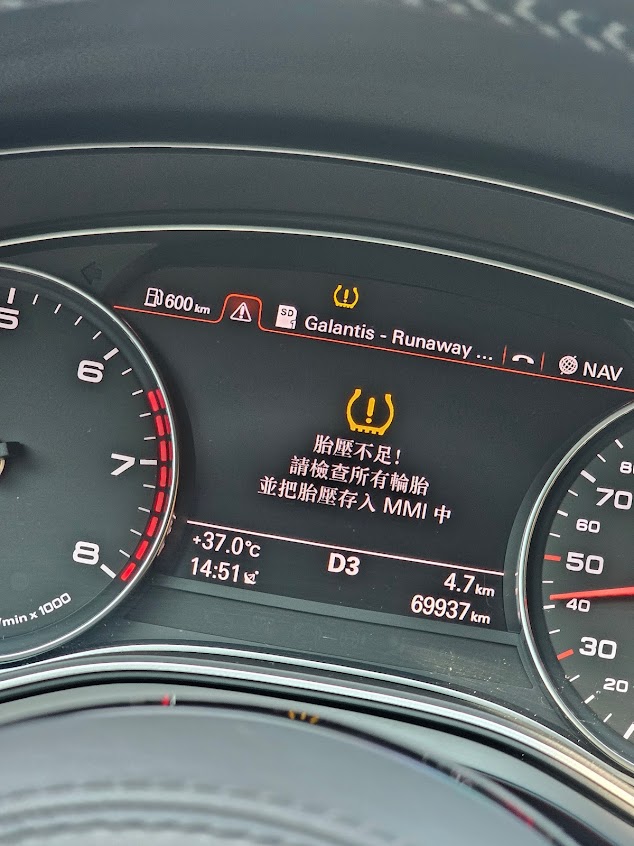 600 km
SD
Galantis - Runaway ...
NAV
胎壓不足!
請檢查所有輪胎
並把胎壓存入 MMI 中
+37.0°C
D3
4.7 km
14:51
69937 km
5
6
7
8
/min x 1000
80
70
60
50
40
30
20